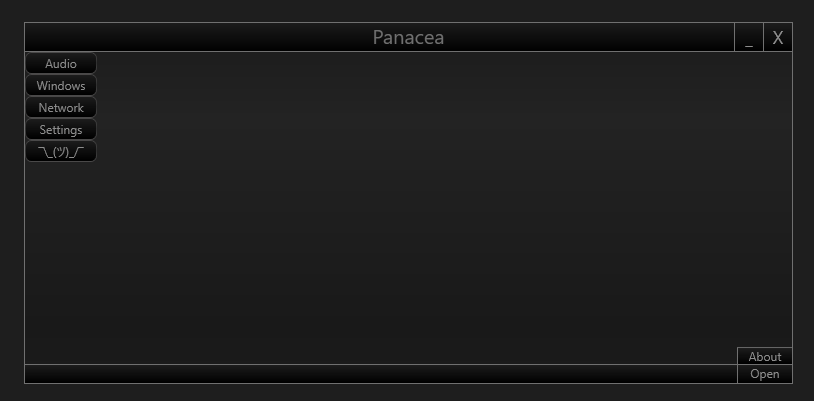 Panacea
_ X
Audio
Windows
Network
Settings
¯\_(ツ)_/¯
About
Open